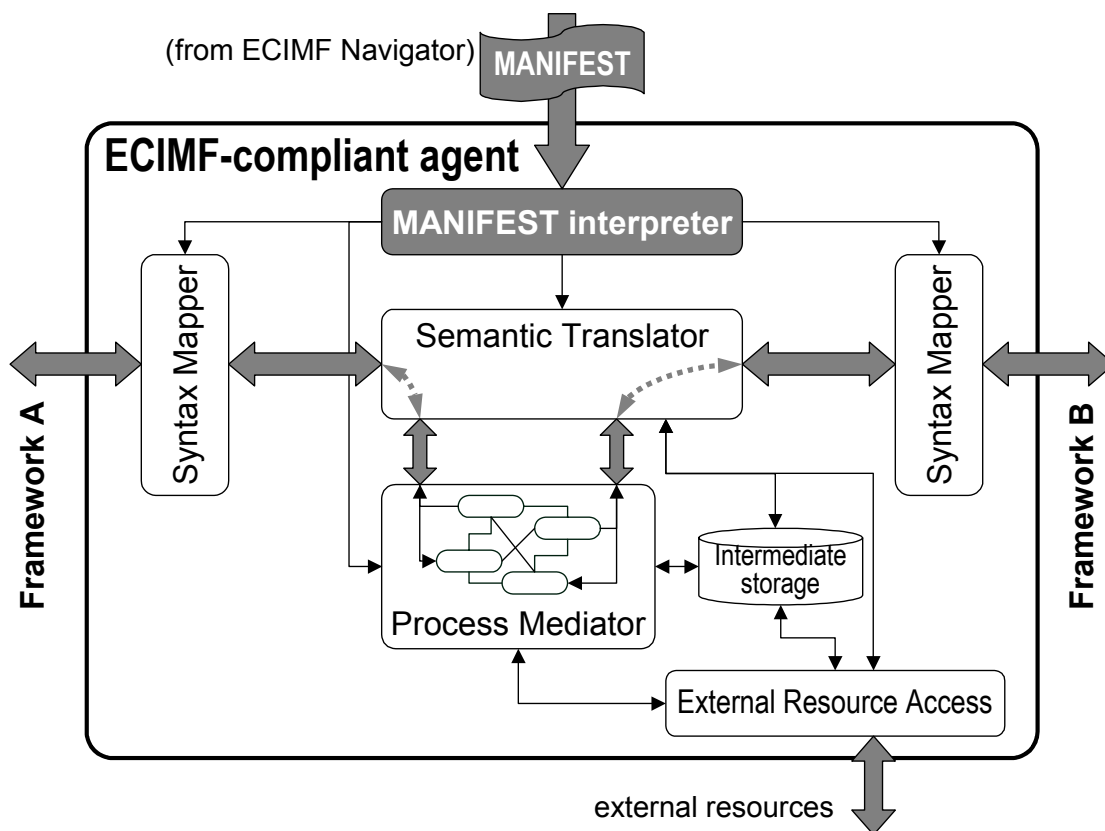 (from ECIMF Navigator)
MANIFEST
ECIMF-compliant agent
MANIFEST interpreter
Syntax Mapper
Semantic Translator
Syntax Mapper
Framework A
Framework B
Intermediate
storage
Process Mediator
External Resource Access
external resources